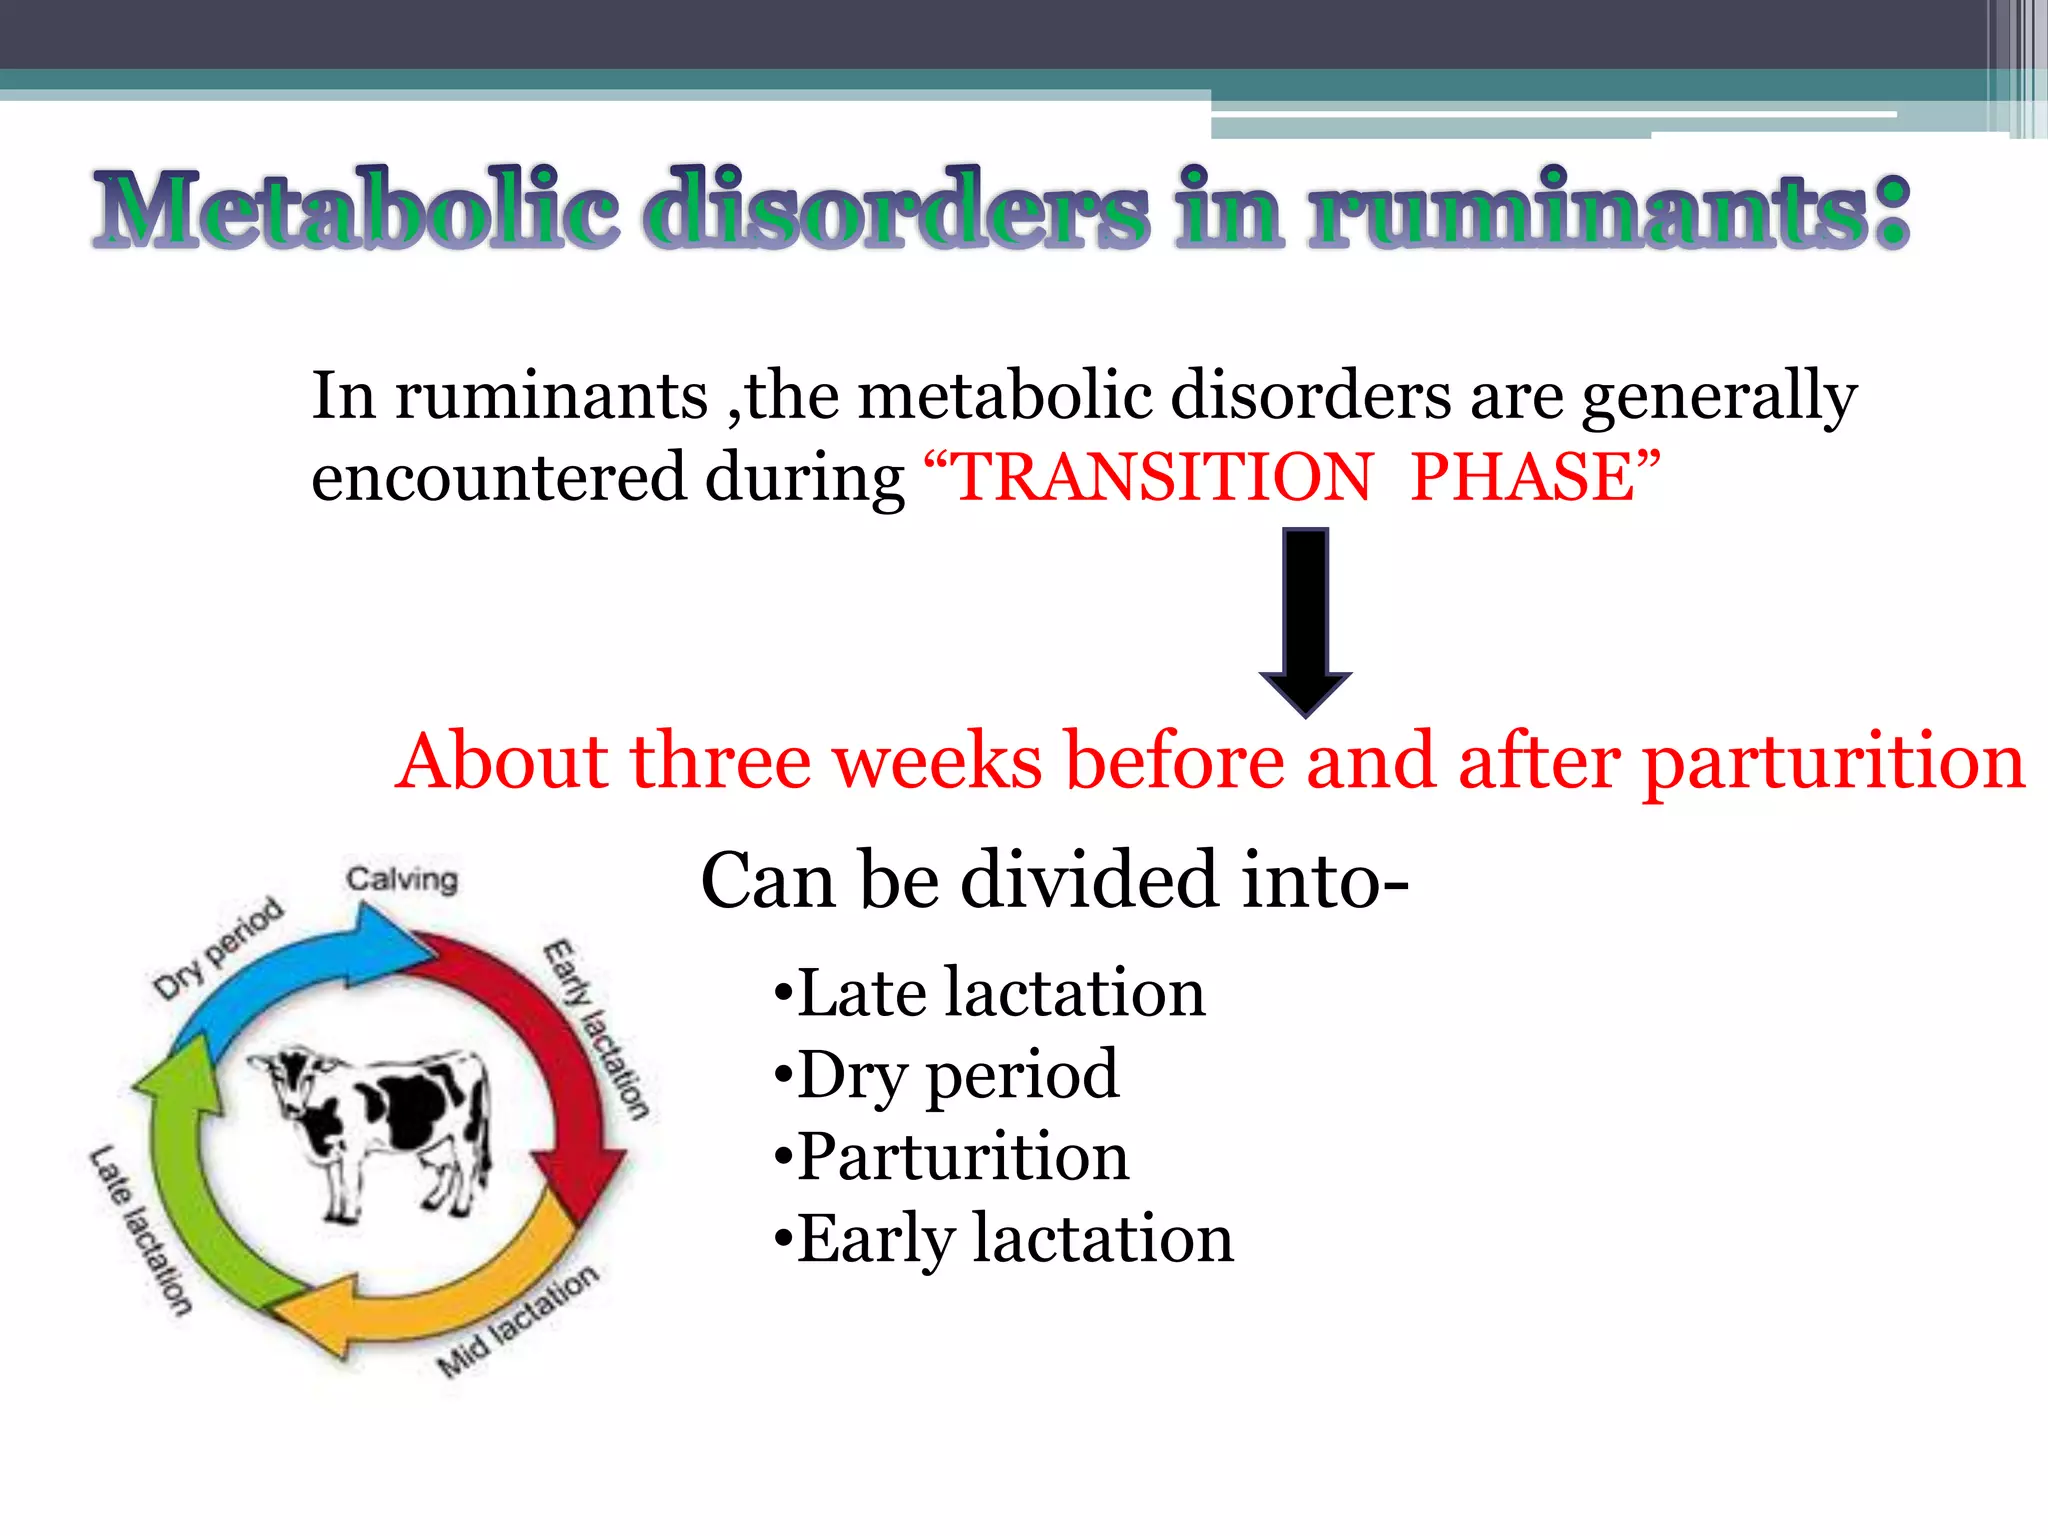 Metabolic disorders in ruminants:
In ruminants ,the metabolic disorders are generally
encountered during “TRANSITION PHASE”
About three weeks before and after parturition
Can be divided into-
•Late lactation
•Dry period
•Parturition
•Early lactation
Calving
Early lactation
Mid lactation
Late lactation
Dry period